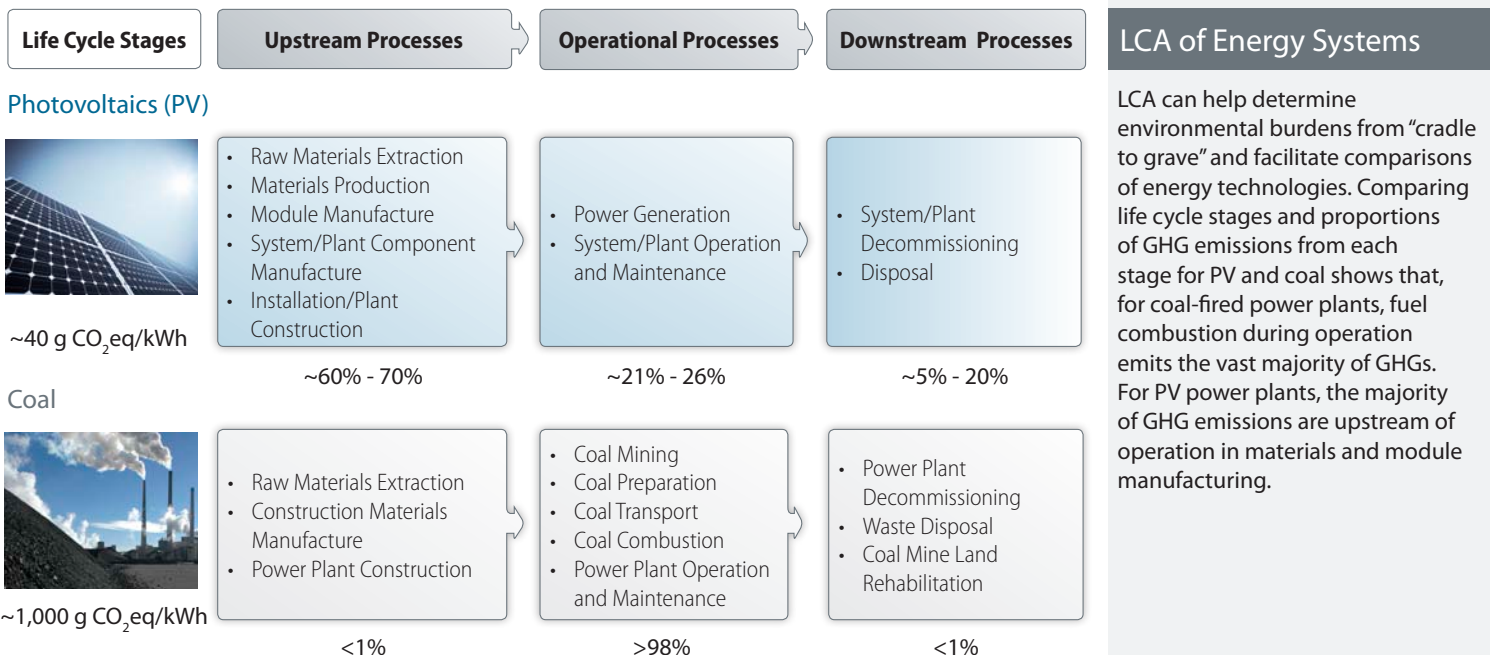 Life Cycle Stages
Upstream Processes
Operational Processes
Downstream Processes
Photovoltaics (PV)
~40 g CO2eq/kWh
• Raw Materials Extraction
• Materials Production
• Module Manufacture
• System/Plant Component
Manufacture
• Installation/Plant
Construction
~60% - 70%
• Power Generation
• System/Plant Operation
and Maintenance
~21% - 26%
• System/Plant
Decommissioning
• Disposal
~5% - 20%
Coal
~1,000 g CO2eq/kWh
• Raw Materials Extraction
• Construction Materials
Manufacture
• Power Plant Construction
<1%
• Coal Mining
• Coal Preparation
• Coal Transport
• Coal Combustion
• Power Plant Operation
and Maintenance
>98%
• Power Plant
Decommissioning
• Waste Disposal
• Coal Mine Land
Rehabilitation
<1%
LCA of Energy Systems
LCA can help determine
environmental burdens from “cradle
to grave” and facilitate comparisons
of energy technologies. Comparing
life cycle stages and proportions
of GHG emissions from each
stage for PV and coal shows that,
for coal-fired power plants, fuel
combustion during operation
emits the vast majority of GHGs.
For PV power plants, the majority
of GHG emissions are upstream of
operation in materials and module
manufacturing.